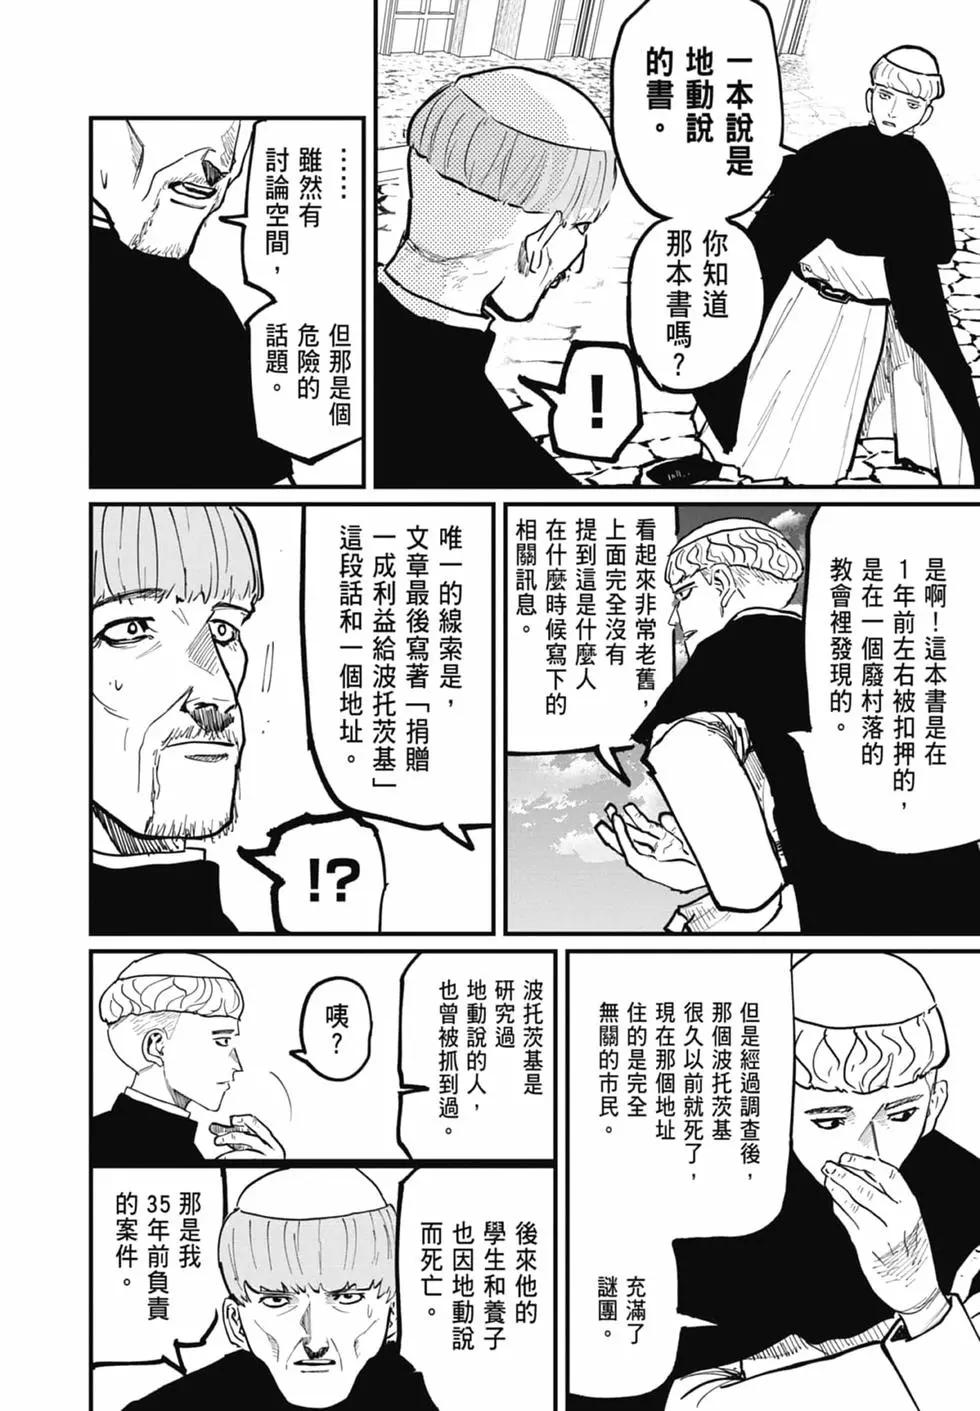 一本說是
地動說
的書。
你知道
那本書嗎？
！
……
雖然有
討論空間，
但那是個
危險的
話題。
是啊！這本書是在
1年前左右被扣押的，
是在一個廢村落的
教會裡發現的。
看起來非常老舊，
上面完全沒有
提到這是什麼人
在什麼時候寫下的
相關訊息。
唯一的線索是，
文章最後寫著「捐贈
一成利益給波托茨基」
這段話和一個地址。
!?
但是經過調查後，
那個波托茨基
很久以前就死了，
現在那個地址
住的是完全
無關的市民。
充滿了
謎團。
波托茨基是
研究過
地動說的人，
也曾被抓到過。
咦？
後來他的
學生和養子
也因地動說
而死亡。
那是我
35年前負責
的案件。